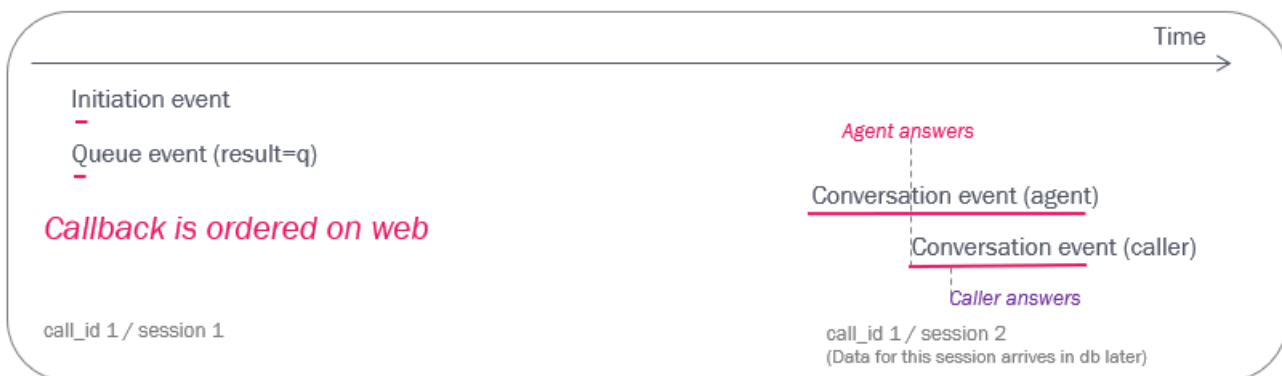 Time
Initiation event
Queue event (result=q)
Callback is ordered on web
call_id 1 / session 1
Agent answers
Conversation event (agent)
Conversation event (caller)
Caller answers
call_id 1 / session 2
(Data for this session arrives in db later)